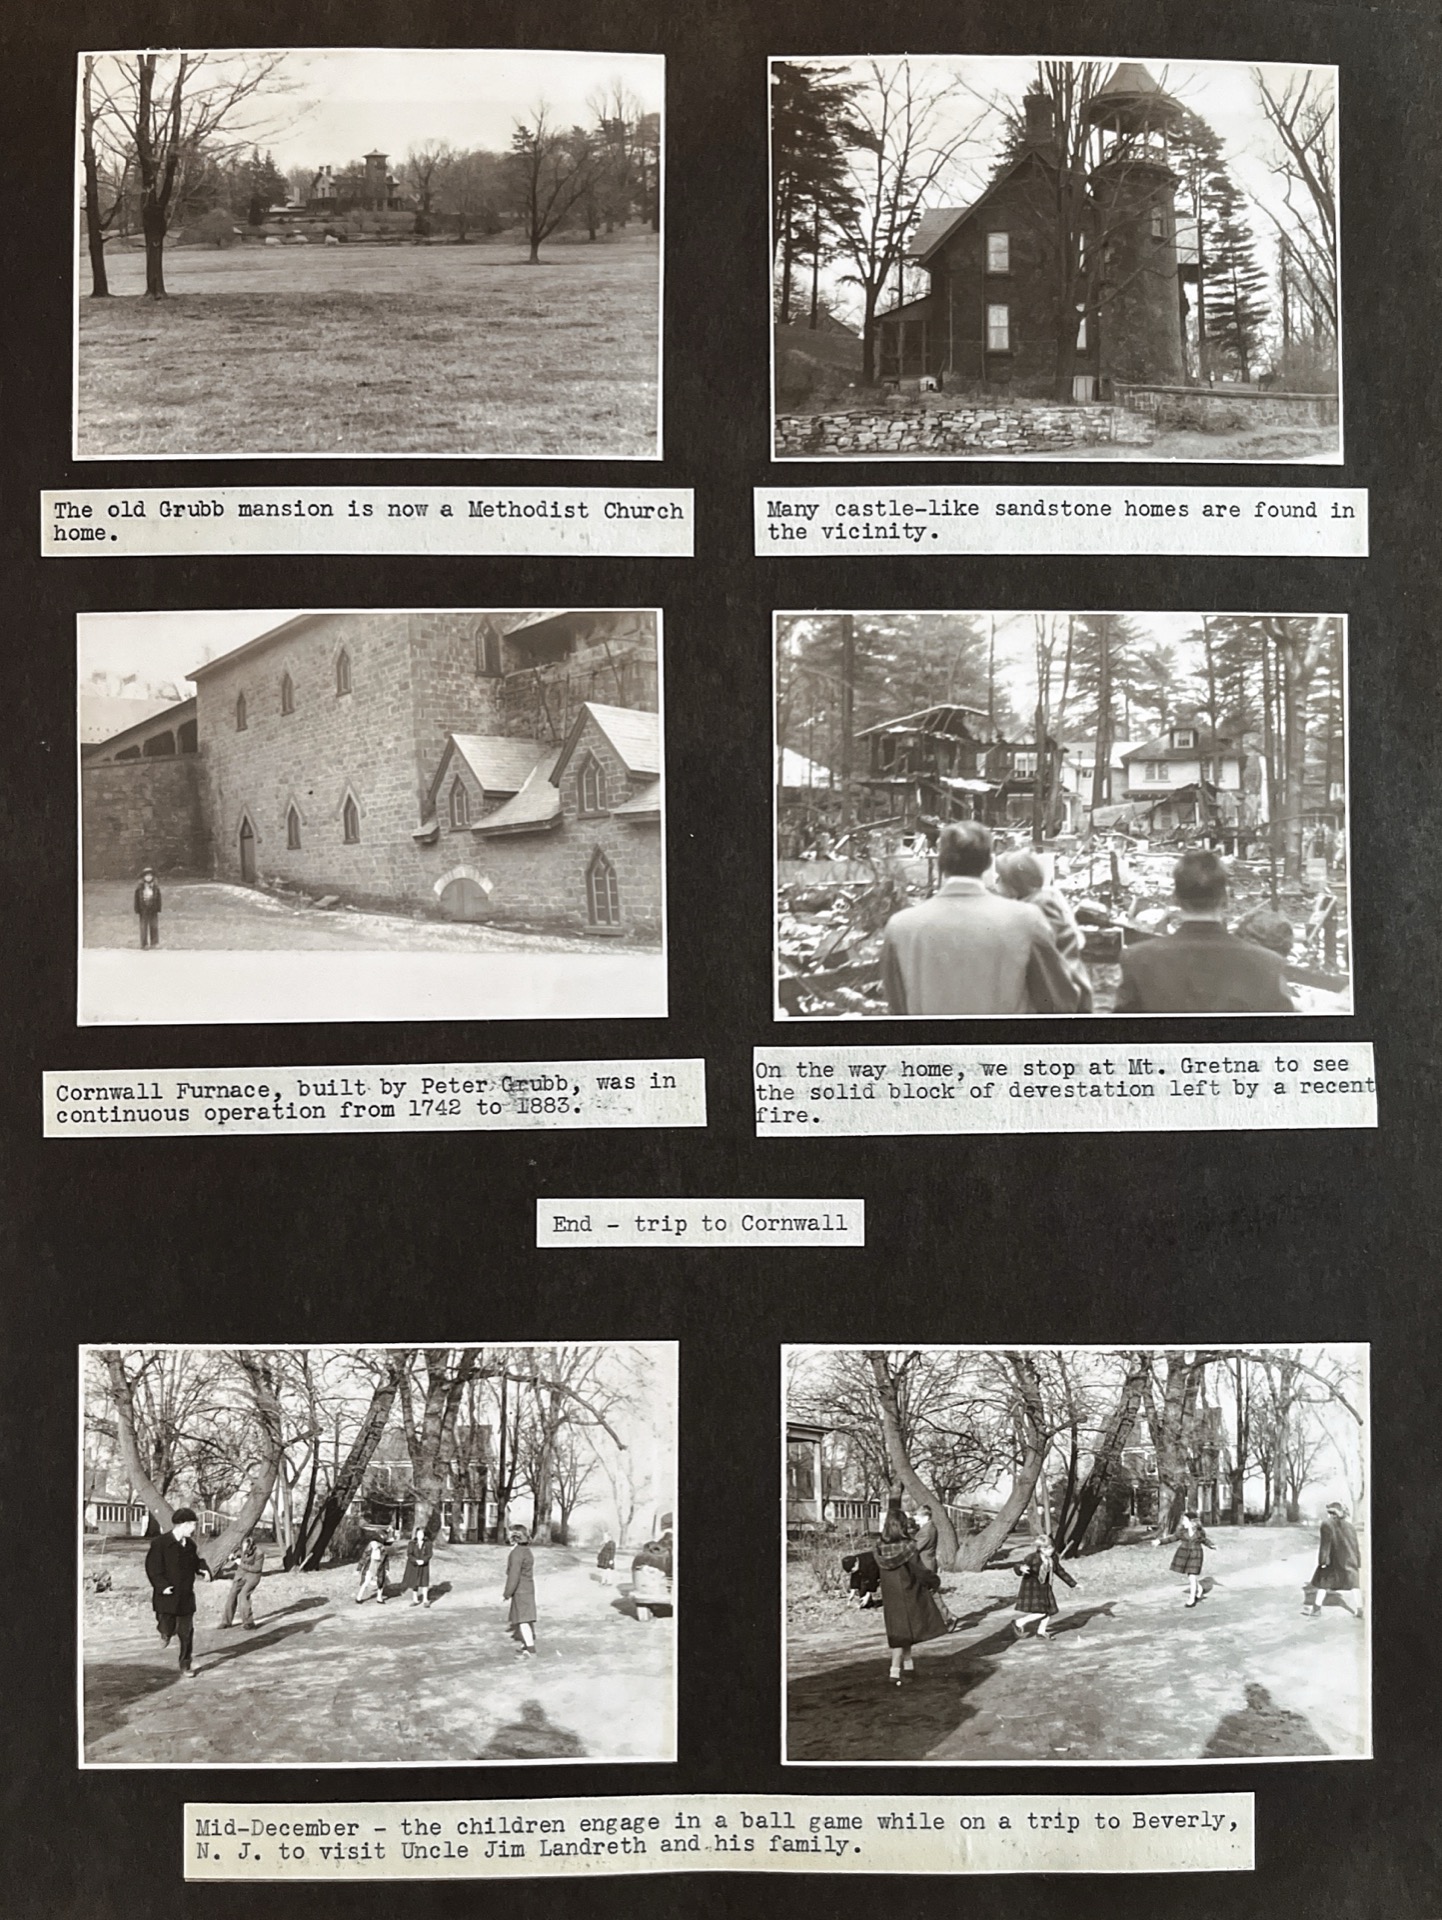 The old Grubb mansion is now a Methodist Church
home.
Many castle-like sandstone homes are found in
the vicinity.
Cornwall Furnace, built by Peter Grubb, was in
continuous operation from 1742 to 1883.
On the way home, we stop at Mt. Gretna to see
the solid block of devestation left by a recent
fire.
End - trip to Cornwall
Mid-December - the children engage in a ball game while on a trip to Beverly,
N. J. to visit Uncle Jim Landreth and his family.